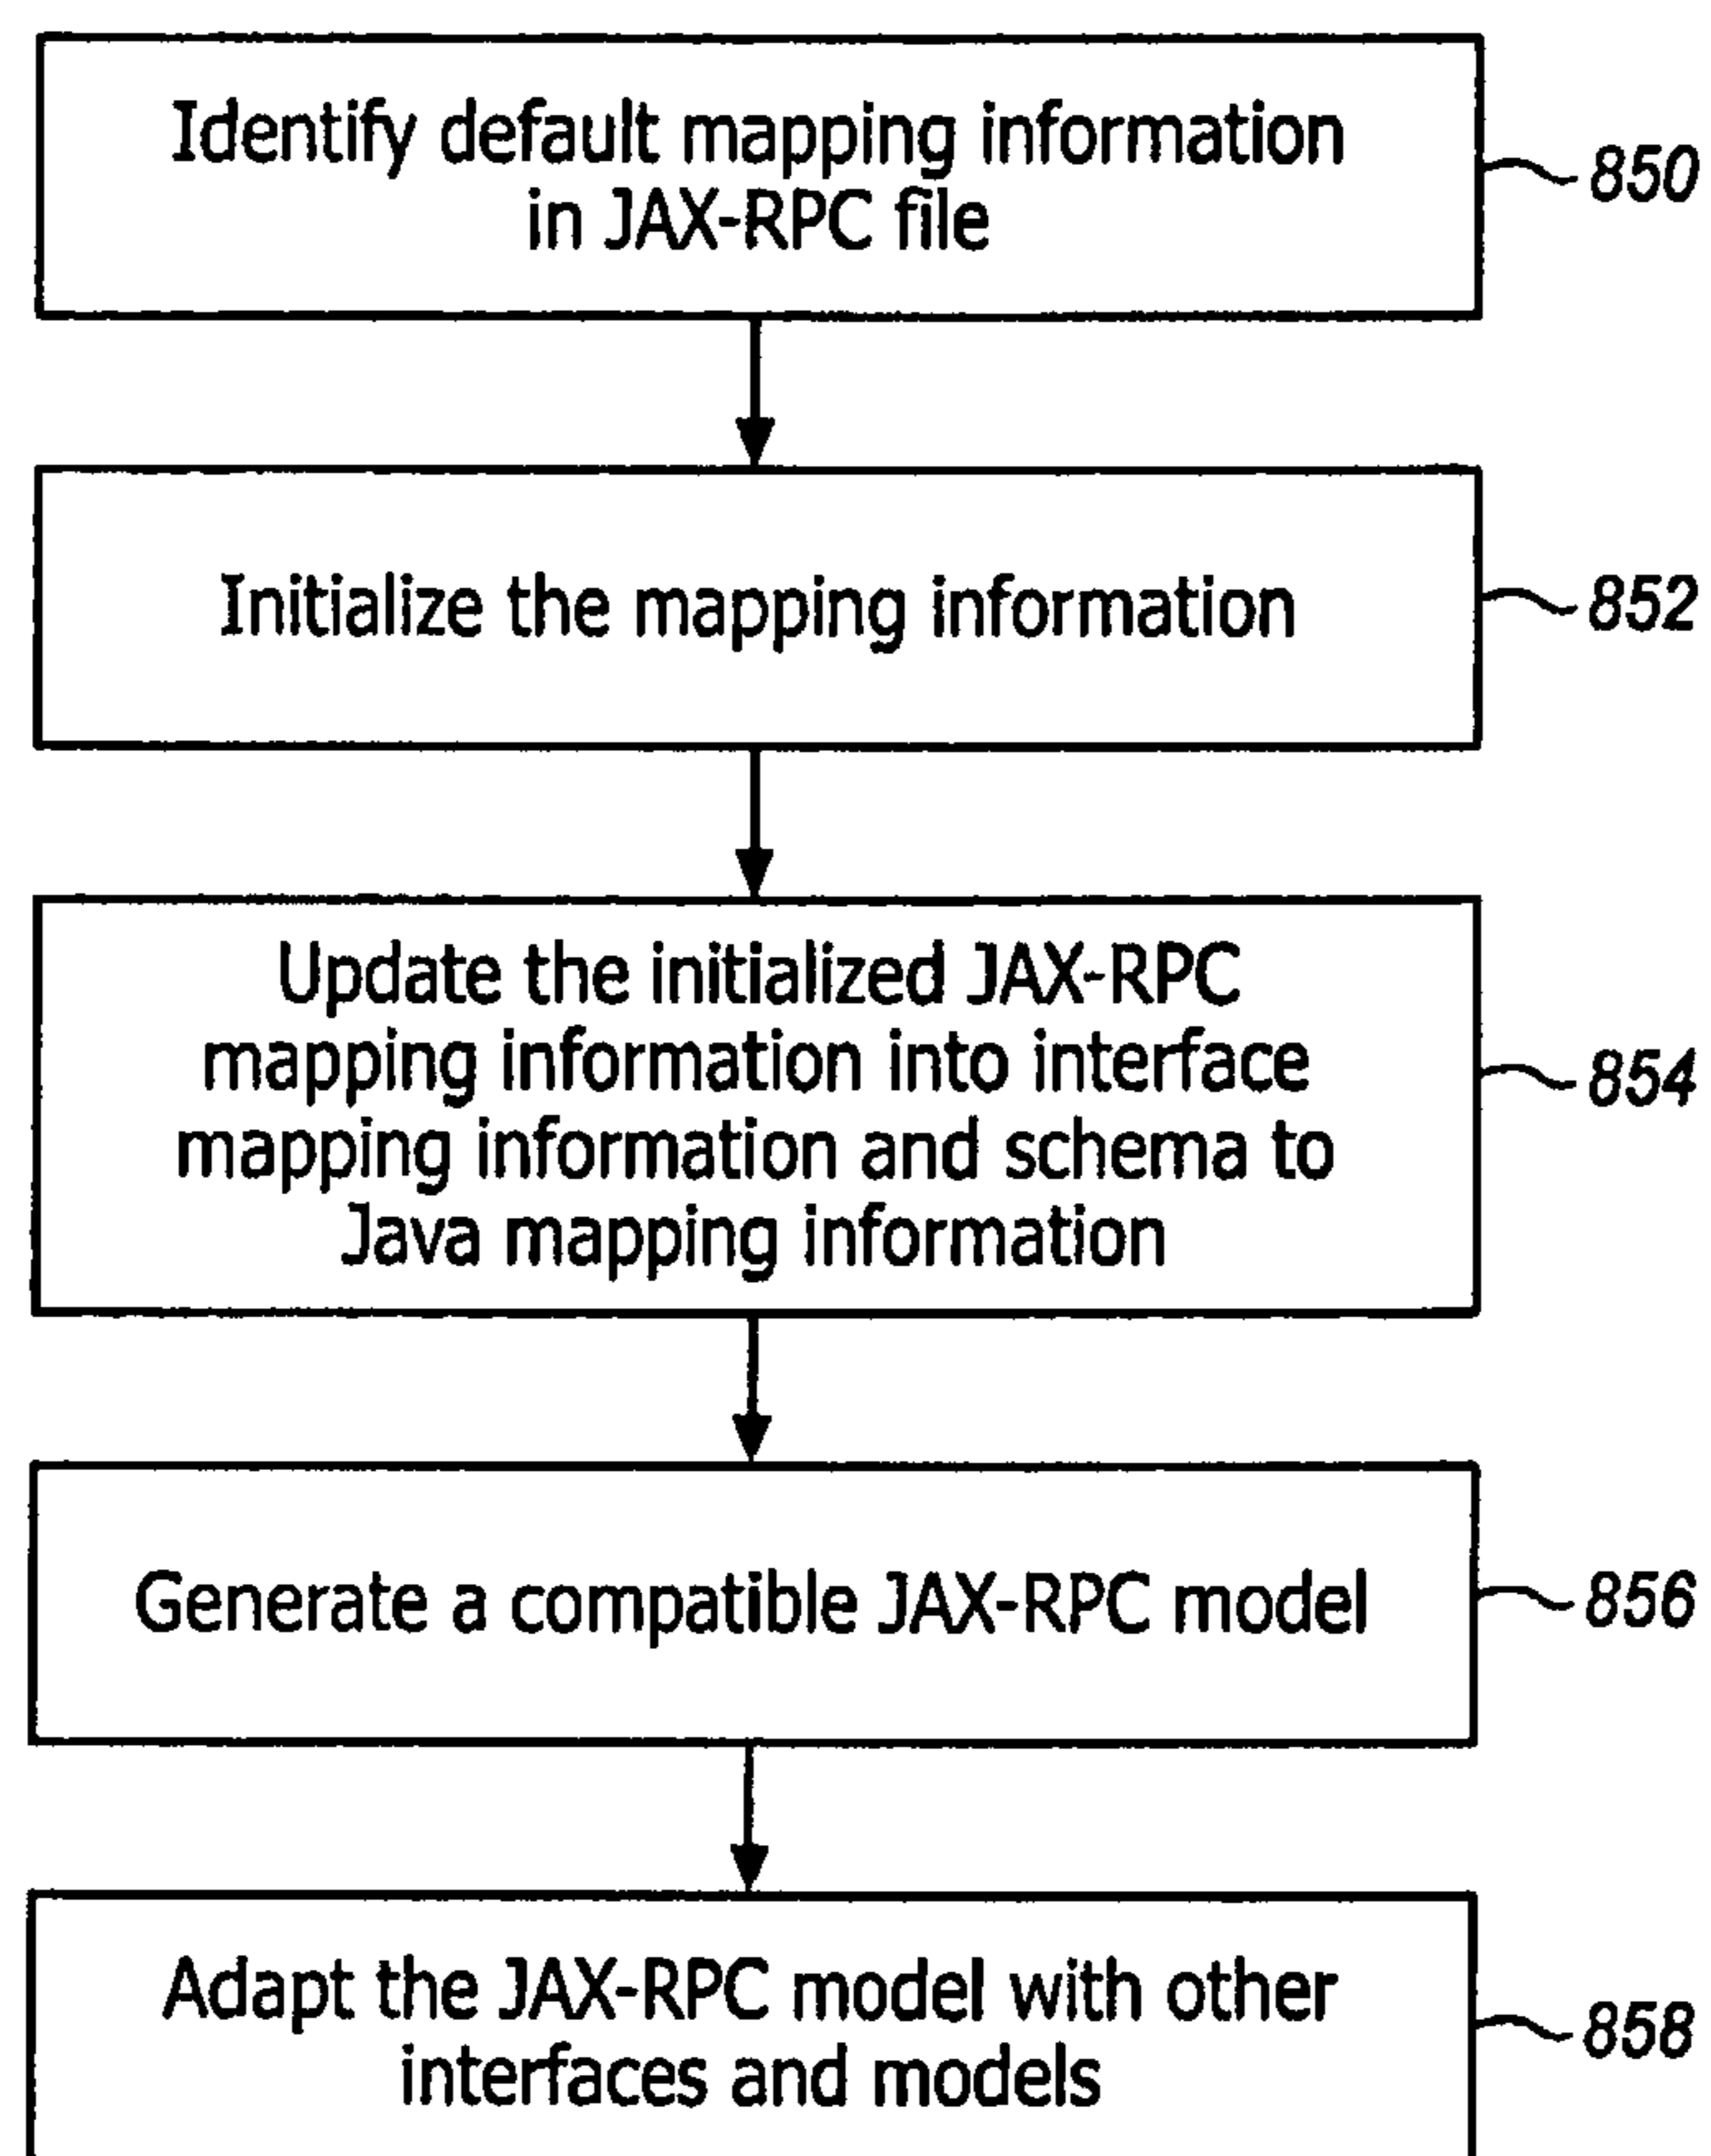 Identify default mapping information
in JAX-RPC file
850
Initialize the mapping information
852
Update the initialized JAX-RPC
mapping information into interface
mapping information and schema to
Java mapping information
854
Generate a compatible JAX-RPC model
856
Adapt the JAX-RPC model with other
interfaces and models
858